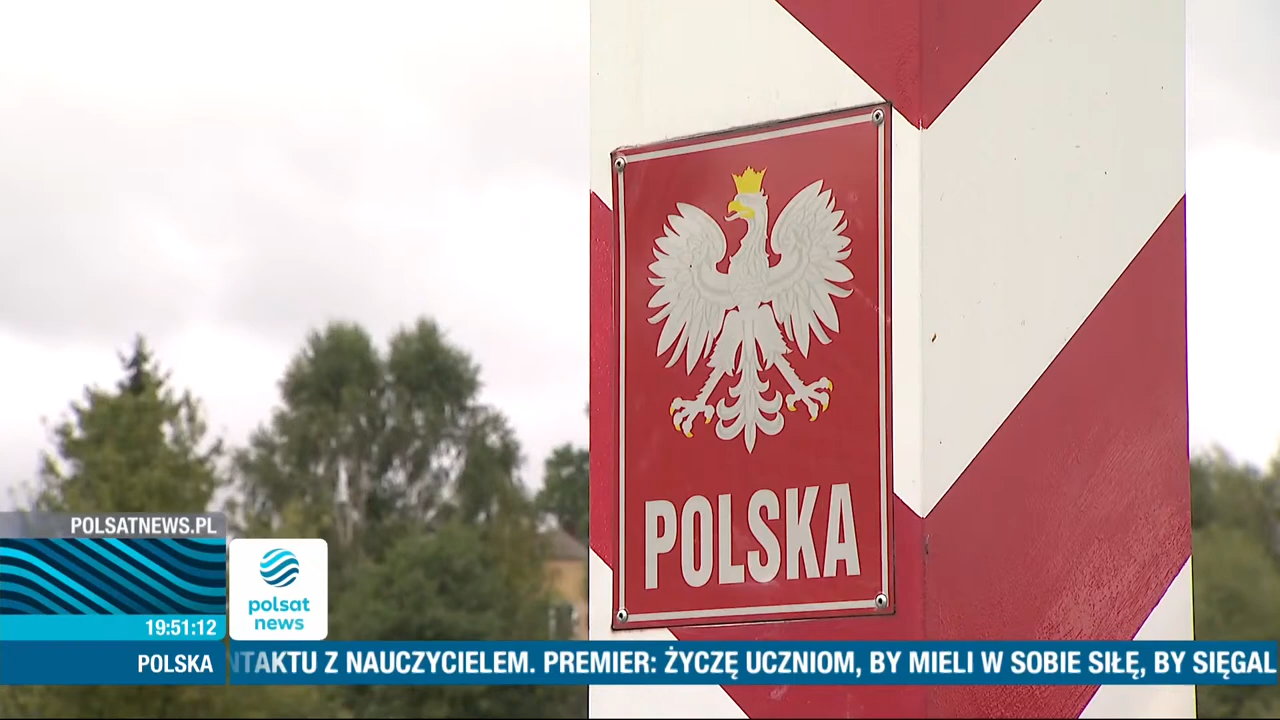 POLSKA
POLSATNEWS.PL
polsat
news
19:51:12
POLSKA
NTAKTU Z NAUCZYCIELEM. PREMIER: ŻYCZĘ UCZNIOM, BY MIELI W SOBIE SIŁĘ, BY SIĘGAL